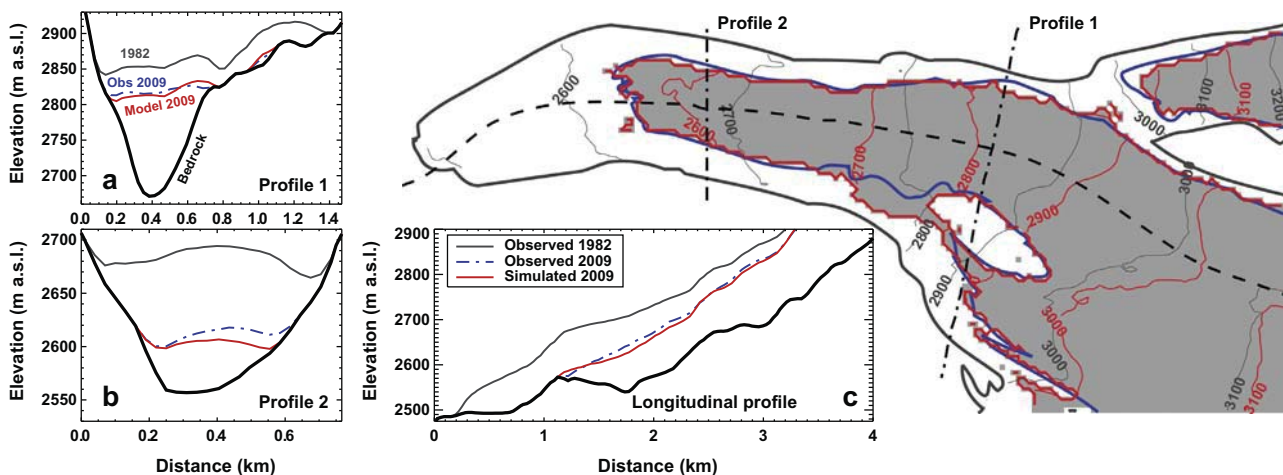 Elevation (m a.s.l.)
2900
2850
2800
2750
2700
1982
Obs 2009
Model 2009
Bedrock
a
Profile 1
0.0 0.2 0.4 0.6 0.8 1.0 1.2 1.4
Elevation (m a.s.l.)
2700
2650
2600
2550
b
Profile 2
0.0 0.2 0.4 0.6
Distance (km)
Elevation (m a.s.l.)
2900
2800
2700
2600
2500
Observed 1982
Observed 2009
Simulated 2009
Longitudinal profile
c
0 1 2 3 4
Distance (km)
Profile 2
Profile 1
2600
2700
2600
2700
2800
2800
2900
2900
3000
3100
3100
3200
3000
3000
3000
3100
3100